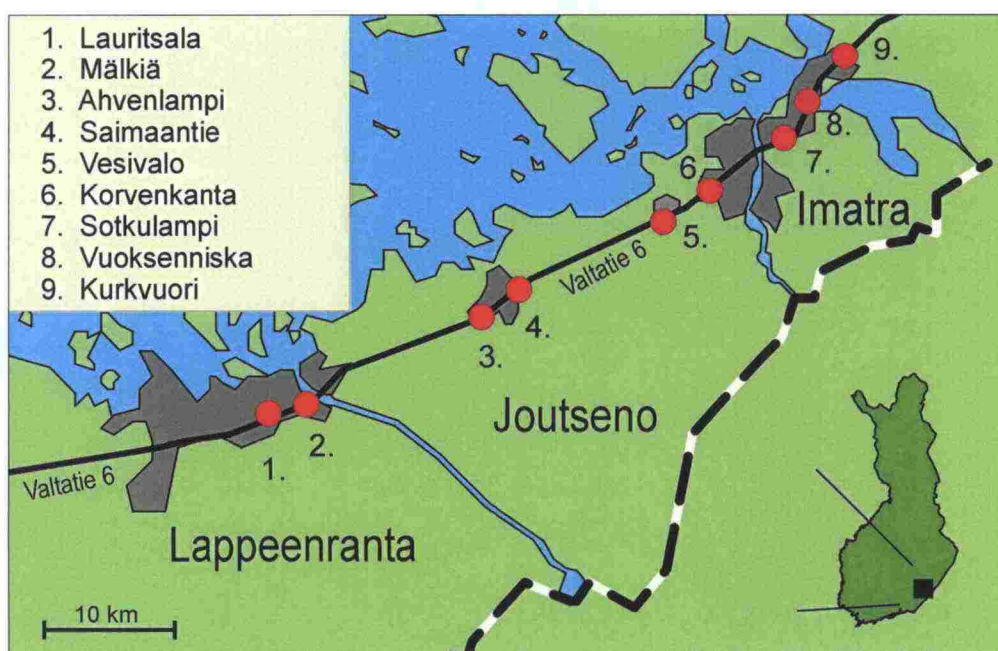 1. Lauritsala
2. Mälkiä
3. Ahvenlampi
4. Saimaantie
5. Vesivalo
6. Korvenkanta
7. Sotkulampi
8. Vuoksenniska
9. Kurkvuori
9.
8.
7.
6.
Imatra
5.
Valtatie 6
4.
3.
Joutseno
2.
1.
Valtatie 6
Lappeenranta
10 km